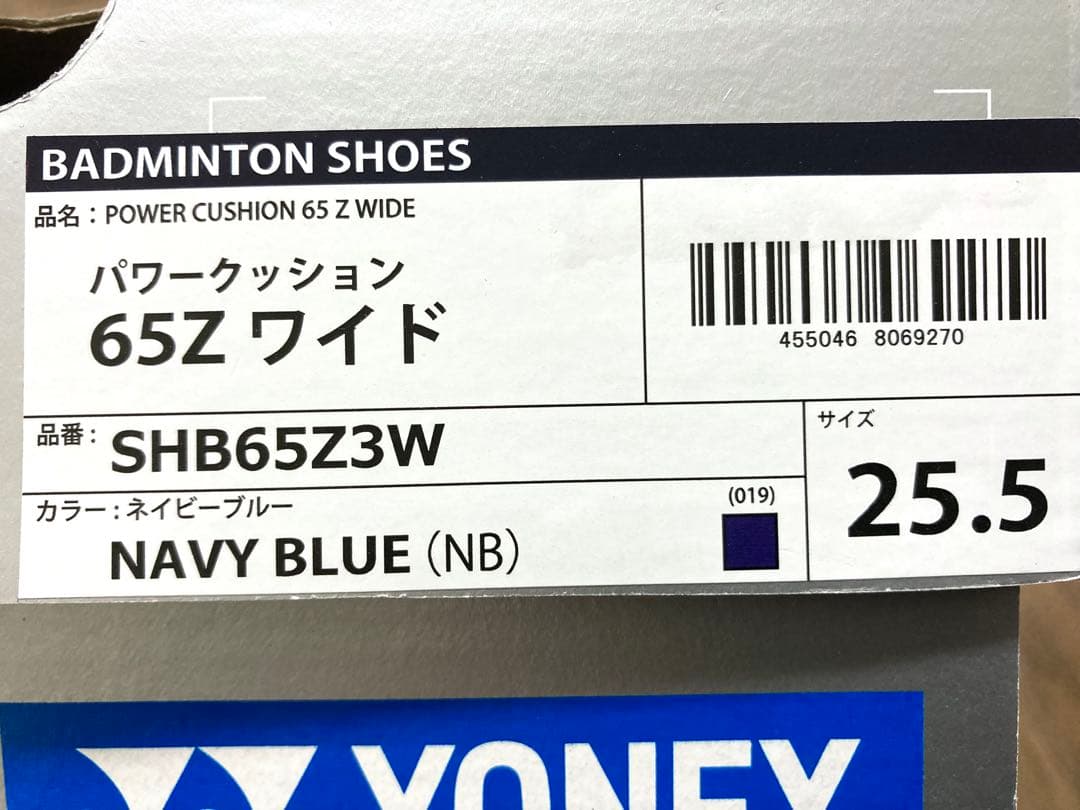 BADMINTON SHOES
品名：POWER CUSHION 65 Z WIDE
パワークッション
65Z ワイド
455046 8069270
品番：SHB65Z3W
サイズ
25.5
カラー：ネイビーブルー
(019)
NAVY BLUE（NB）
YONEX